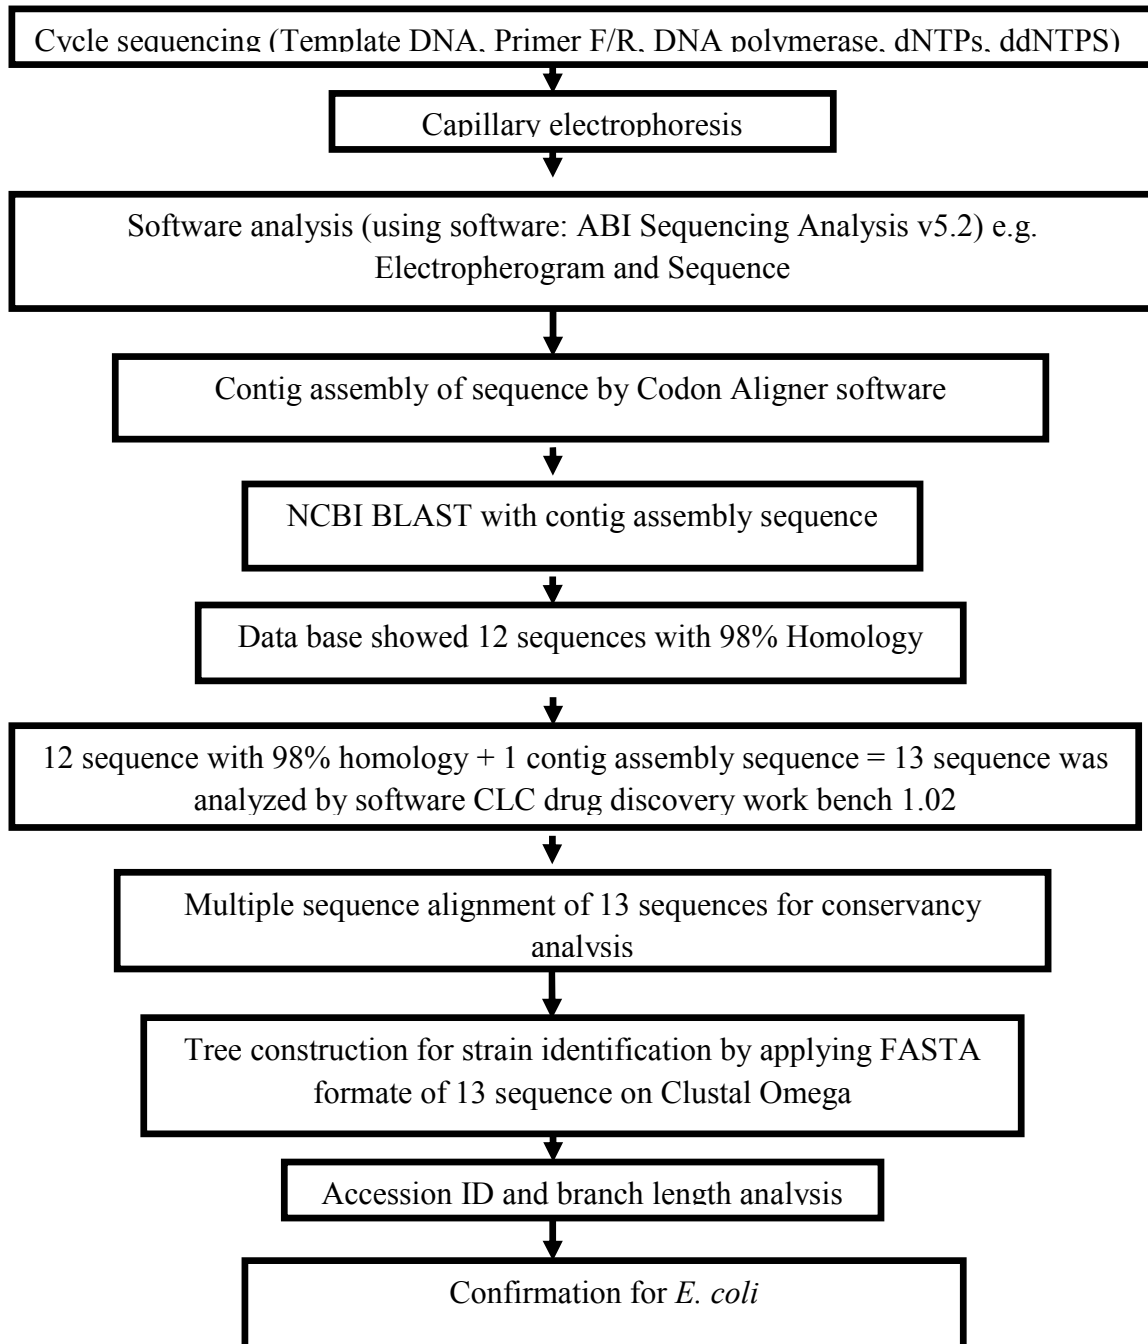 Cycle sequencing (Template DNA, Primer F/R, DNA polymerase, dNTPs, ddNTPS)
Capillary electrophoresis
Software analysis (using software: ABI Sequencing Analysis v5.2) e.g.
Electropherogram and Sequence
Contig assembly of sequence by Codon Aligner software
NCBI BLAST with contig assembly sequence
Data base showed 12 sequences with 98% Homology
12 sequence with 98% homology + 1 contig assembly sequence = 13 sequence was
analyzed by software CLC drug discovery work bench 1.02
Multiple sequence alignment of 13 sequences for conservancy
analysis
Tree construction for strain identification by applying FASTA
formate of 13 sequence on Clustal Omega
Accession ID and branch length analysis
Confirmation for E. coli